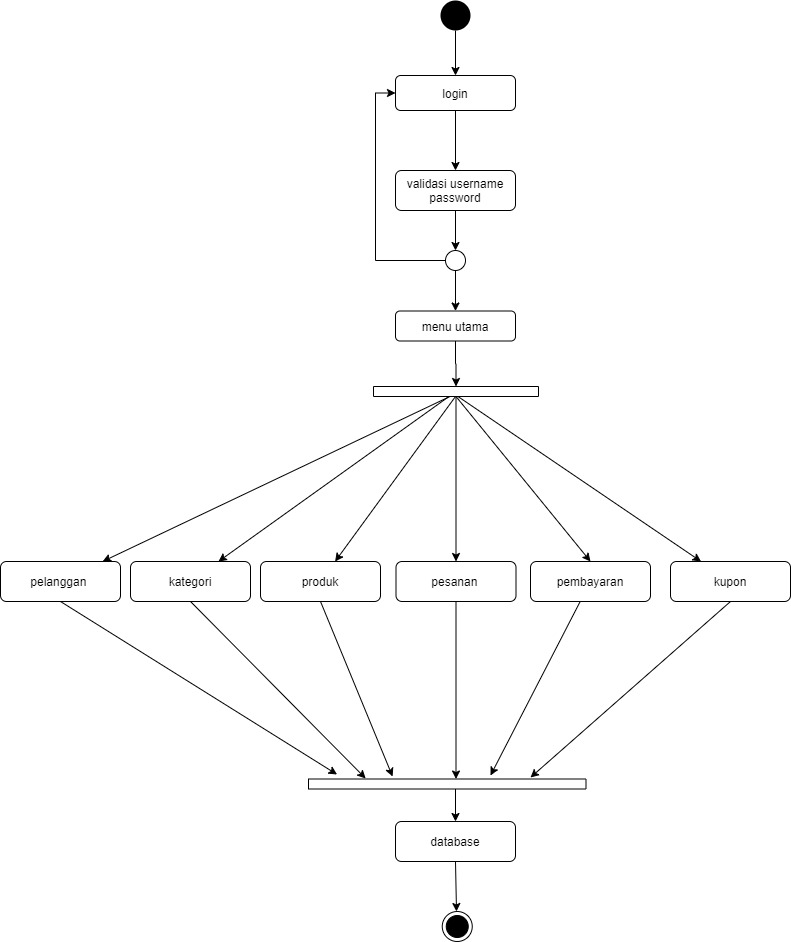 login
validasi username
password
menu utama
pelanggan
kategori
produk
pesanan
pembayaran
kupon
database